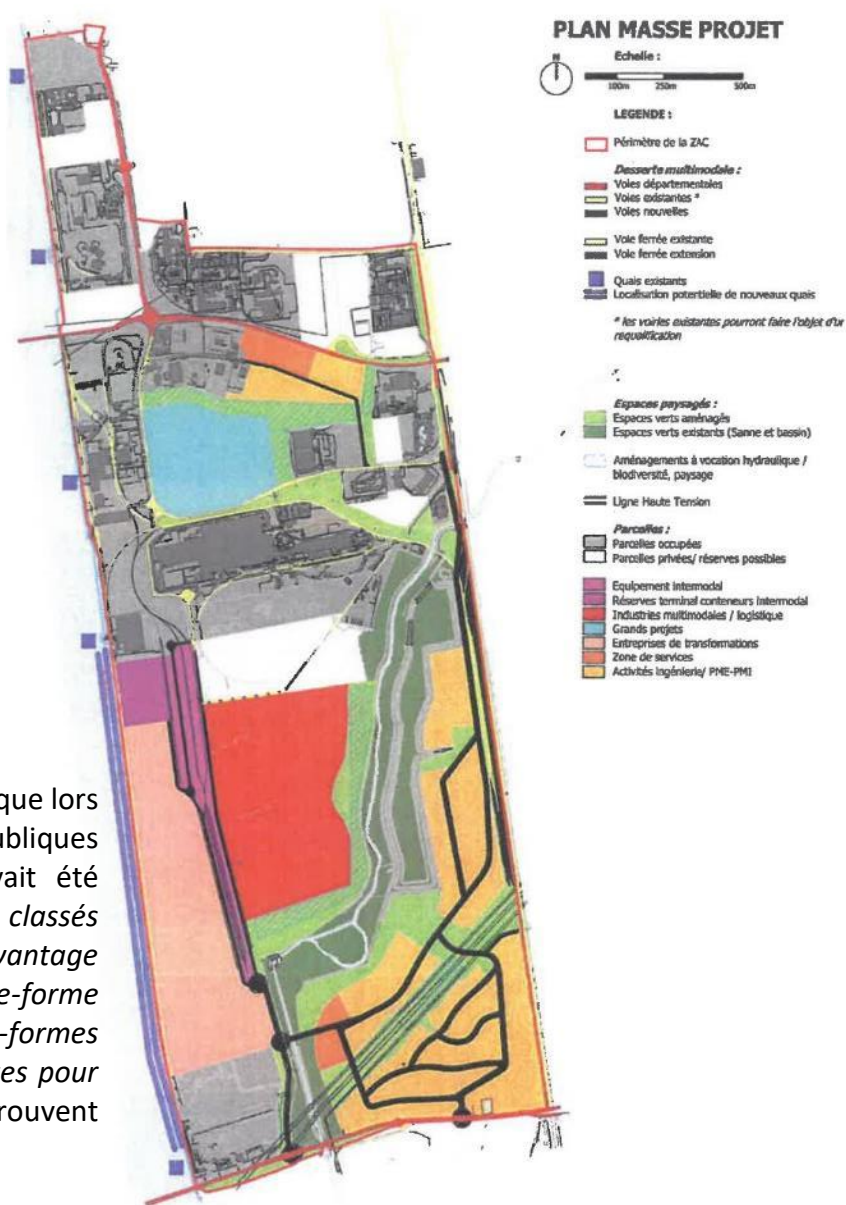 PLAN MASSE PROJET
Echelle :
N
100m 250m 500m
LEGENDE :
Périmètre de la ZAC
Desserte multimodale :
Voies départementales
Voies existantes *
Voies nouvelles
Voie ferrée existante
Voie ferrée extension
Quais existants
Localisation potentielle de nouveaux quais
* les voiries existantes pourront faire l'objet d'ur
requalification
Espaces paysagés :
Espaces verts aménagés
Espaces verts existants (Sanne et bassin)
Aménagements à vocation hydraulique /
biodiversité, paysage
Ligne Haute Tension
Parcelles :
Parcelles occupées
Parcelles privées/ réserves possibles
Equipement intermodal
Réserves terminal conteneurs intermodal
Industries multimodales / logistique
Grands projets
Entreprises de transformations
Zone de services
Activités ingénierie/ PME-PMI
que lors
ubliques
vait été
classés
vantage
e-forme
-formes
es pour
rouvent